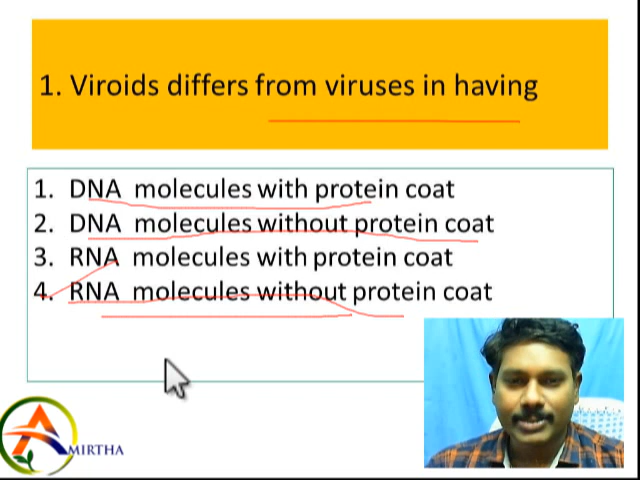 1. Viroids differs from viruses in having
1. DNA molecules with protein coat
2. DNA molecules without protein coat
3. RNA molecules with protein coat
4. RNA molecules without protein coat
AMIRTHA